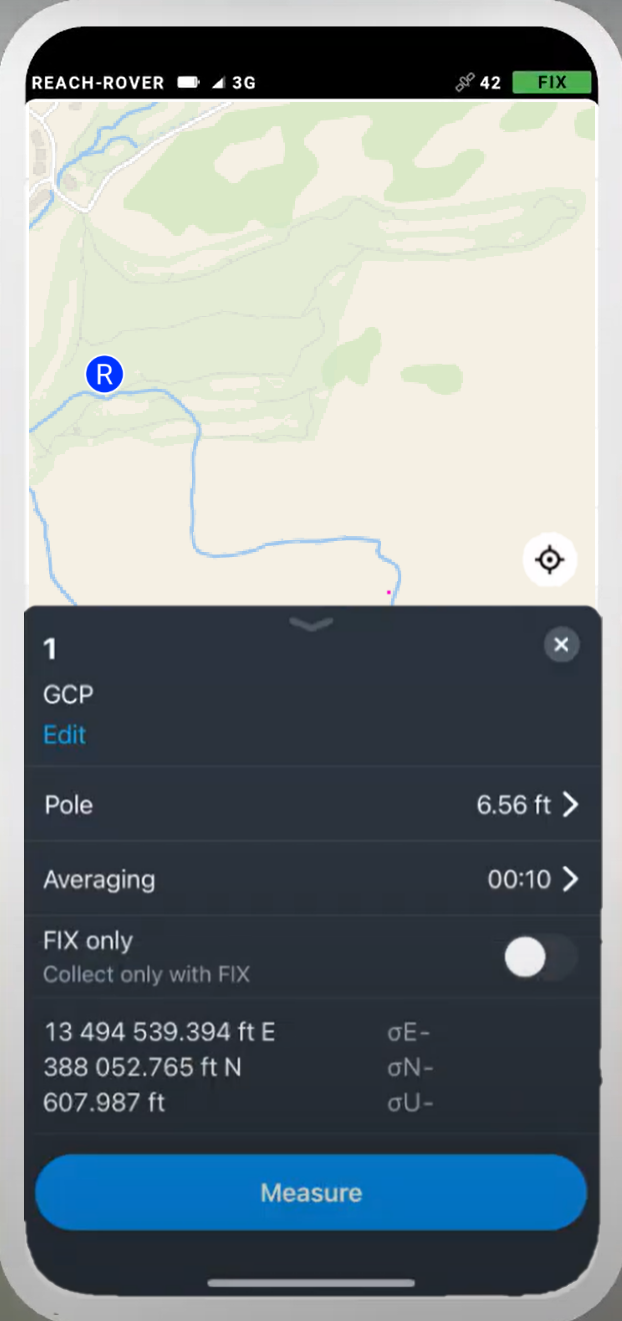 REACH-ROVER 3G 42 FIX
R
1
GCP
Edit
Pole 6.56 ft
Averaging 00:10
FIX only
Collect only with FIX
13 494 539.394 ft E σE-
388 052.765 ft N σN-
607.987 ft σU-
Measure